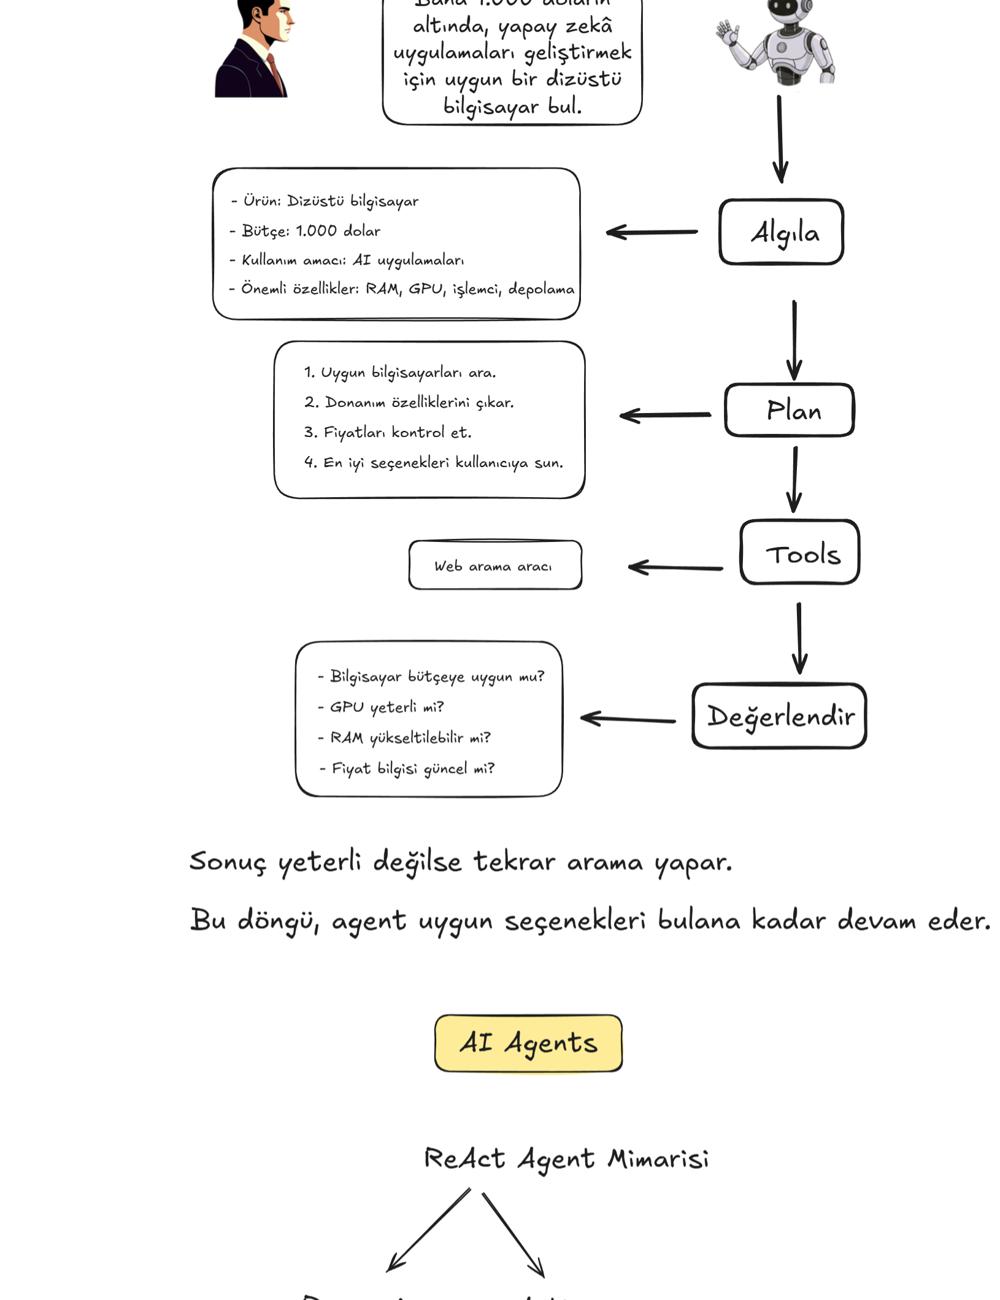 Bana 1.000 doların
altında, yapay zekâ
uygulamaları geliştirmek
için uygun bir dizüstü
bilgisayar bul.
Algıla
- Ürün: Dizüstü bilgisayar
- Bütçe: 1.000 dolar
- Kullanım amacı: AI uygulamaları
- Önemli özellikler: RAM, GPU, işlemci, depolama
Plan
1. Uygun bilgisayarları ara.
2. Donanım özelliklerini çıkar.
3. Fiyatları kontrol et.
4. En iyi seçenekleri kullanıcıya sun.
Tools
Web arama aracı
Değerlendir
- Bilgisayar bütçeye uygun mu?
- GPU yeterli mi?
- RAM yükseltilebilir mi?
- Fiyat bilgisi güncel mi?
Sonuç yeterli değilse tekrar arama yapar.
Bu döngü, agent uygun seçenekleri bulana kadar devam eder.
AI Agents
ReAct Agent Mimarisi